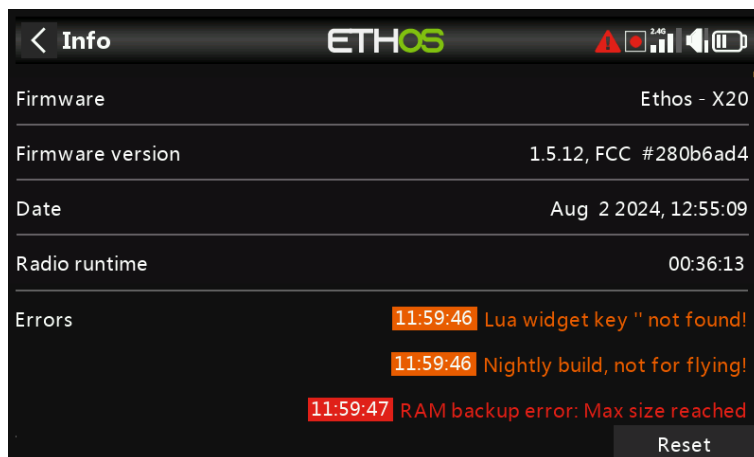 Info ETHOS 2.4G
Firmware Ethos - X20
Firmware version 1.5.12, FCC #280b6ad4
Date Aug 2 2024, 12:55:09
Radio runtime 00:36:13
Errors 11:59:46 Lua widget key '' not found!
11:59:46 Nightly build, not for flying!
11:59:47 RAM backup error: Max size reached
Reset